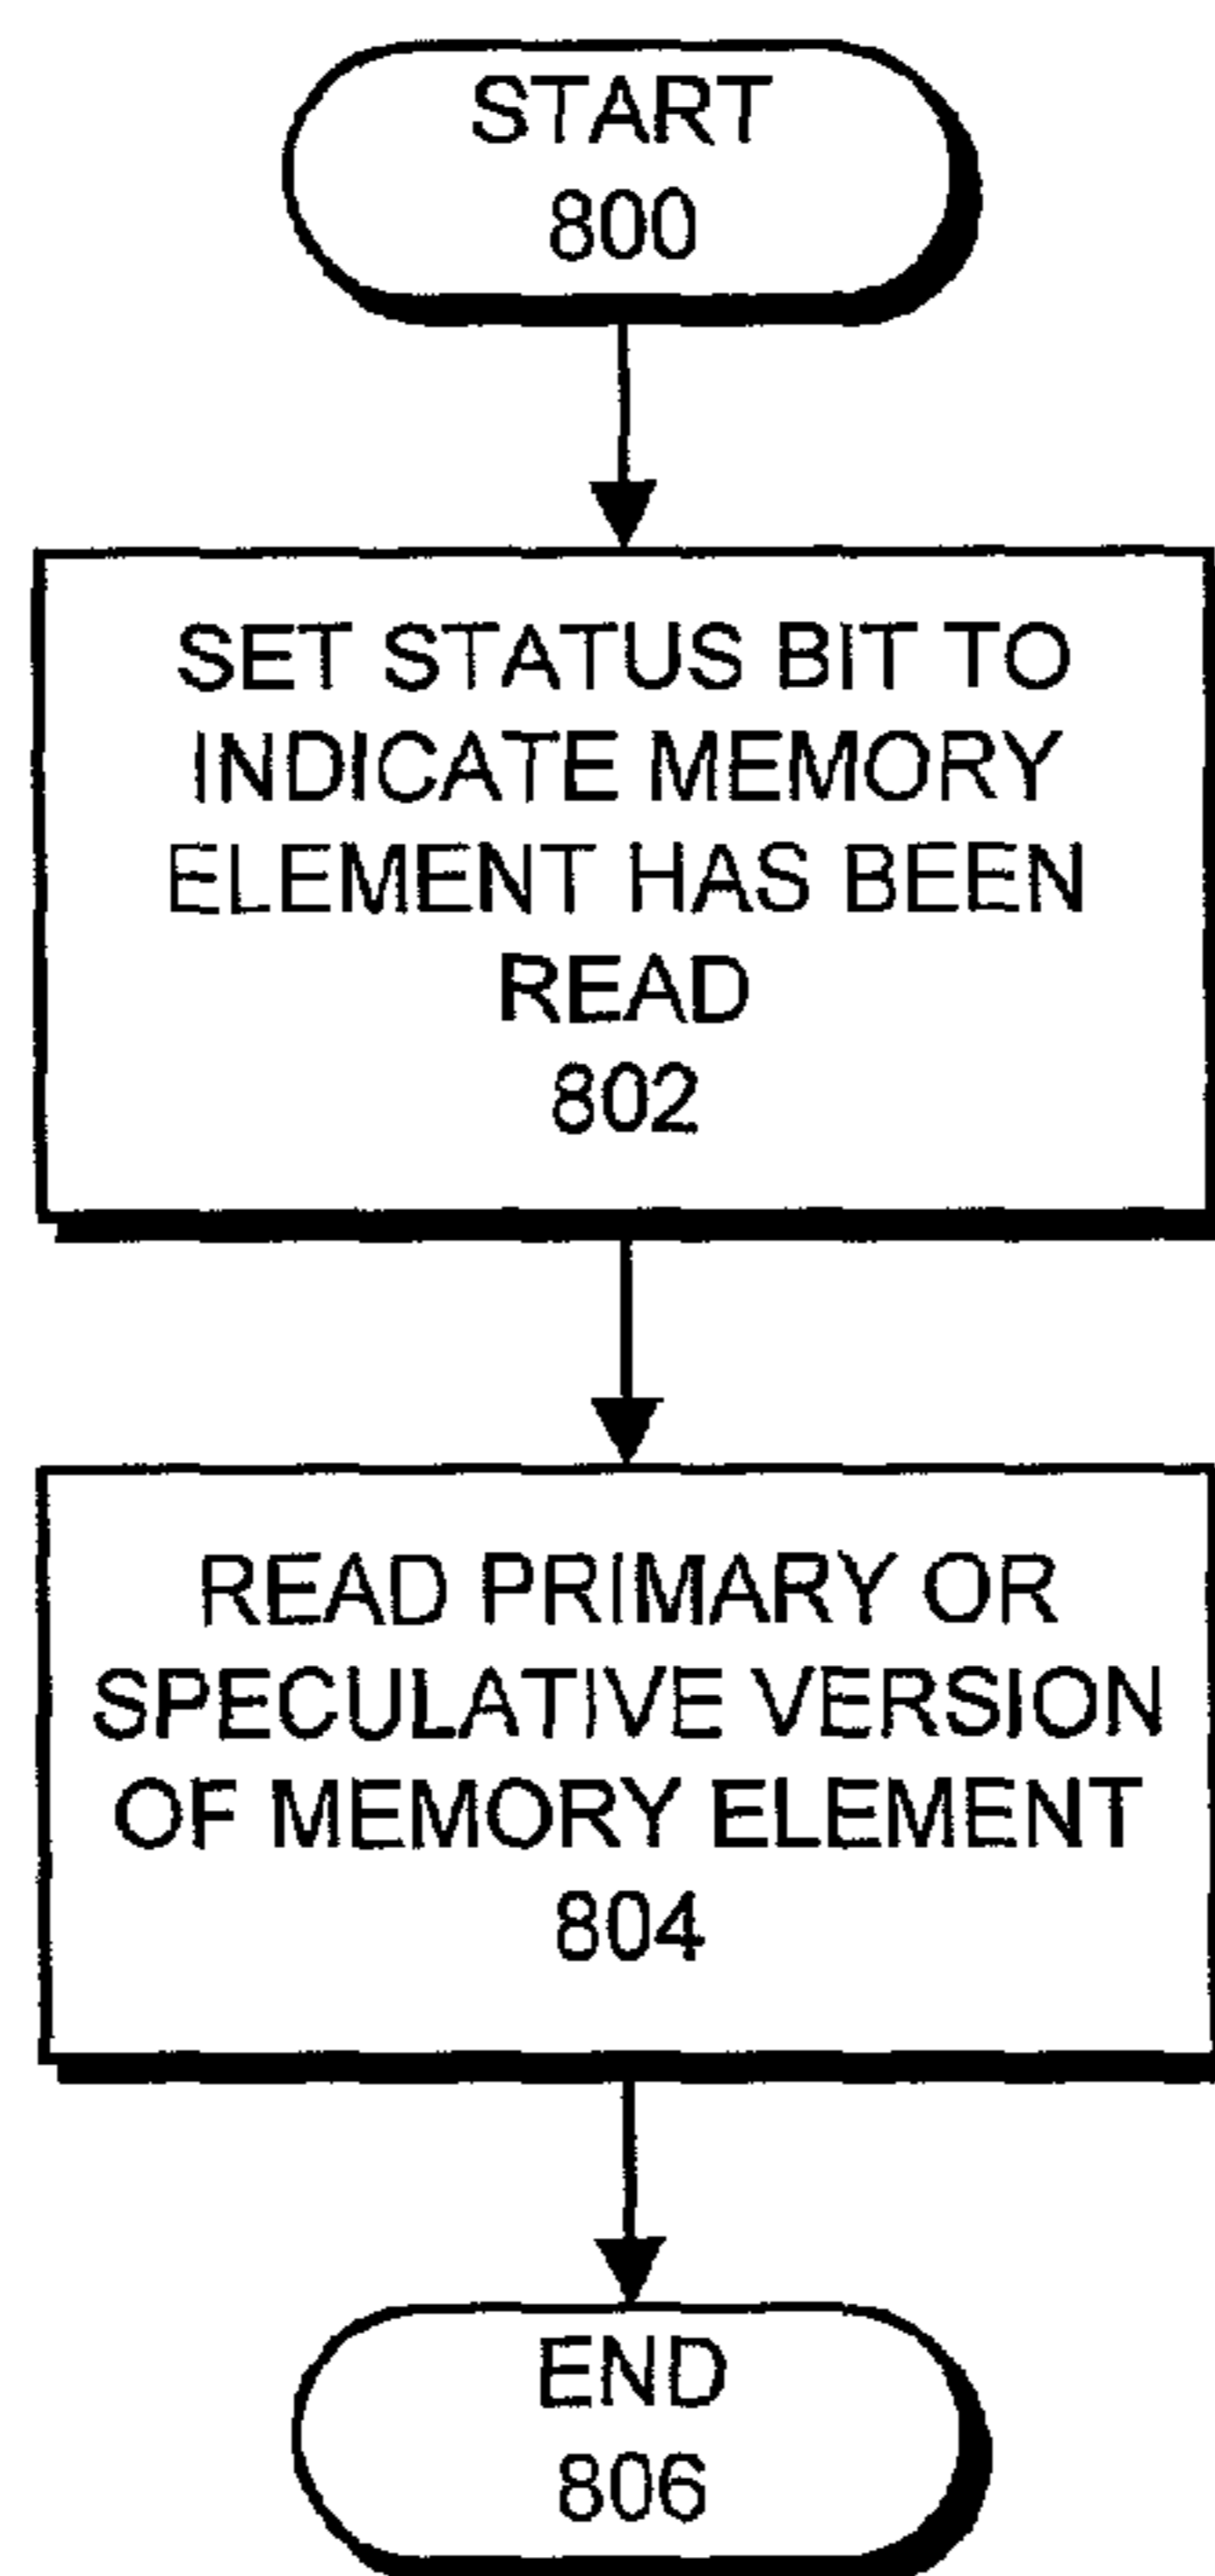 START
800
SET STATUS BIT TO
INDICATE MEMORY
ELEMENT HAS BEEN
READ
802
READ PRIMARY OR
SPECULATIVE VERSION
OF MEMORY ELEMENT
804
END
806